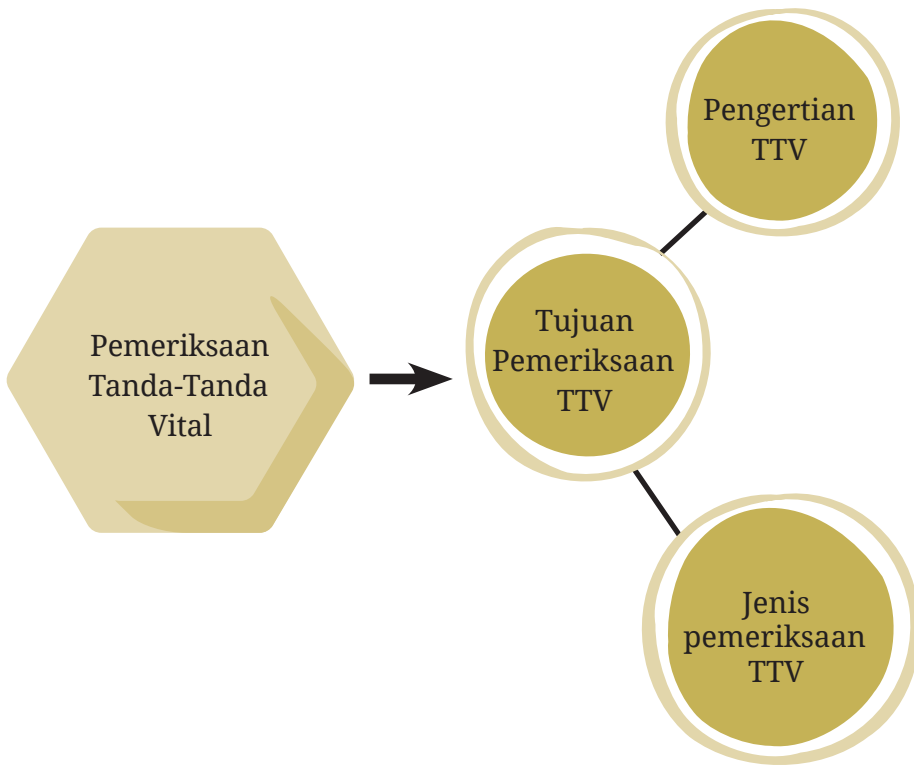 Pemeriksaan
Tanda-Tanda
Vital
Pengertian
TTV
Tujuan
Pemeriksaan
TTV
Jenis
pemeriksaan
TTV